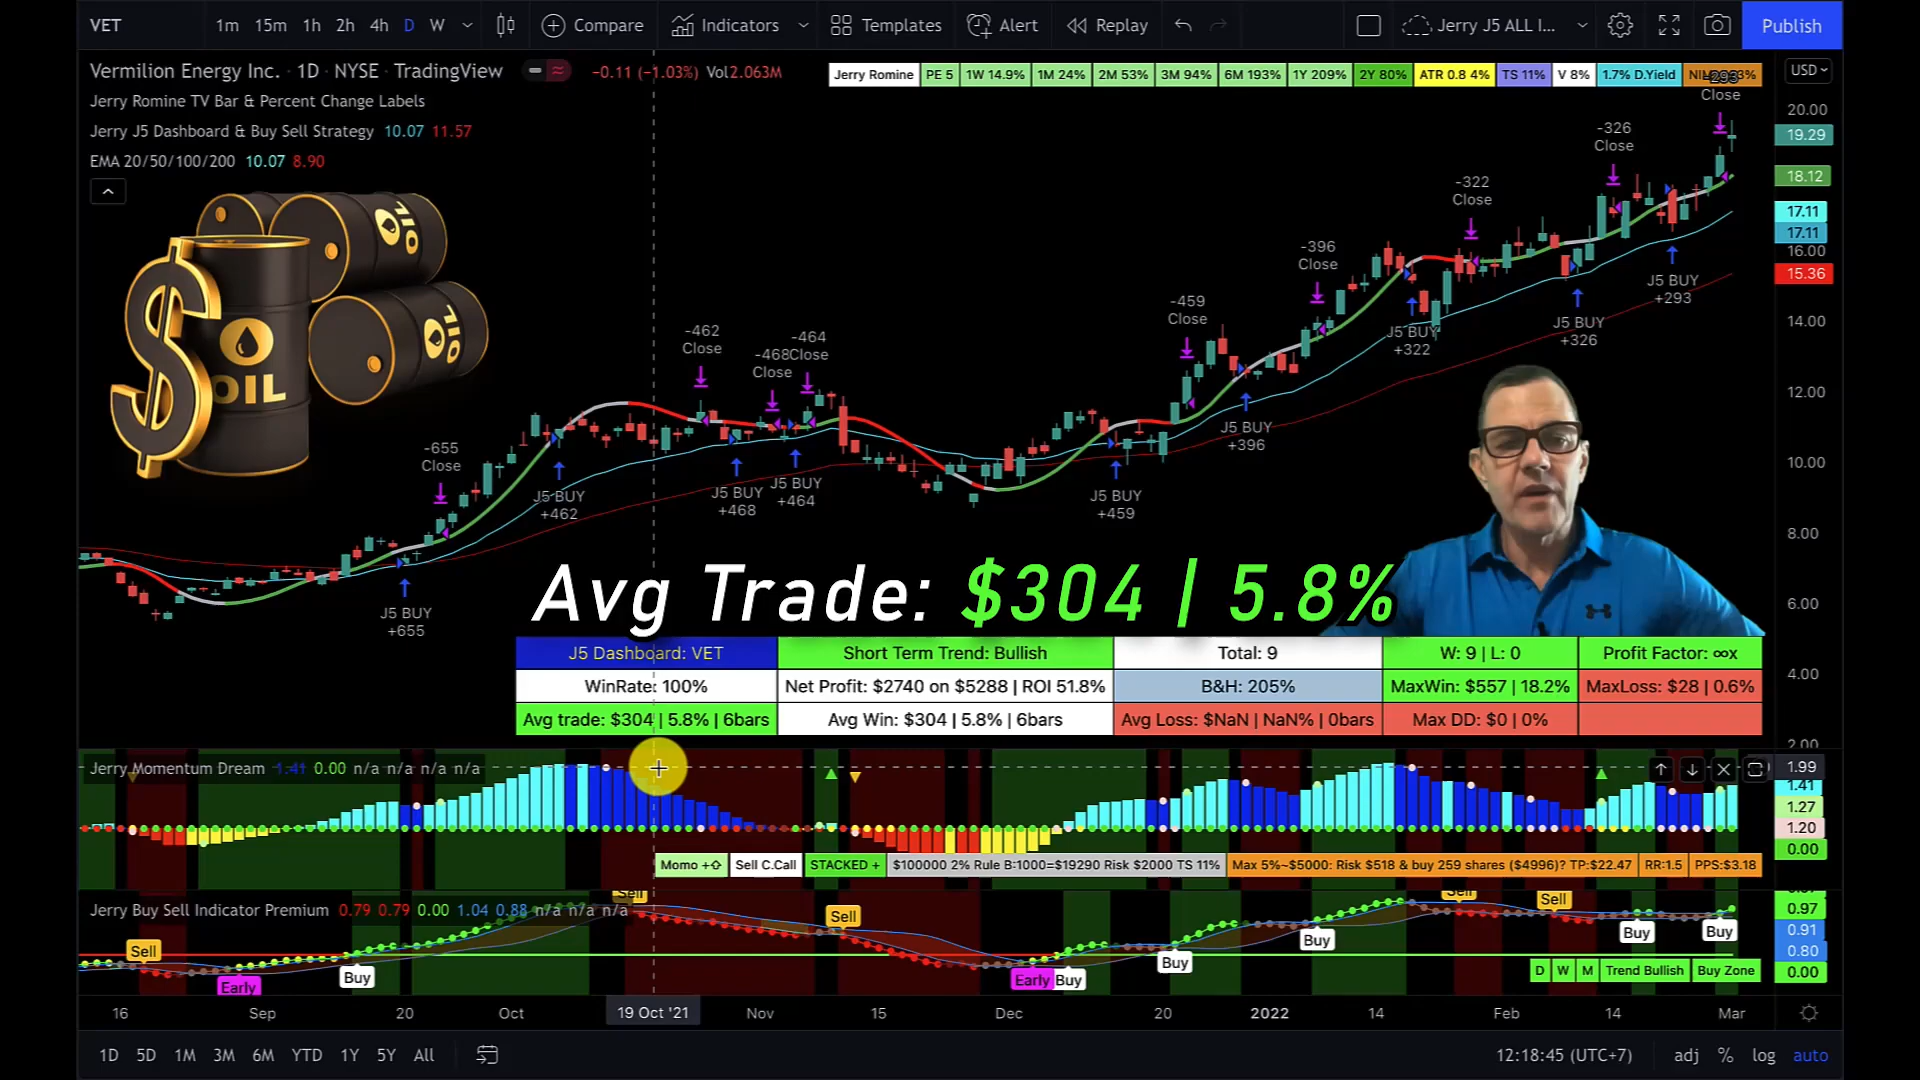 VET 1m 15m 1h 2h 4h D W Compare Indicators Templates Alert Replay Jerry J5 ALL I... Publish
Vermilion Energy Inc. · 1D · NYSE · TradingView −0.11 (−1.03%) Vol2.063M
Jerry Romine PE 5 1W 14.9% 1M 24% 2M 53% 3M 94% 6M 193% 1Y 209% 2Y 80% ATR 0.8 4% TS 11% V 8% 1.7% D.Yield
USD
Jerry Romine TV Bar & Percent Change Labels
Jerry J5 Dashboard & Buy Sell Strategy 10.07 11.57
EMA 20/50/100/200 10.07 8.90
-293
Close
-326
Close
-322
Close
-396
Close
-459
Close
-462
Close
-464
Close
-468
Close
-655
Close
J5 BUY
+293
J5 BUY
+326
J5 BUY
+322
J5 BUY
+396
J5 BUY
+462
J5 BUY
+468
J5 BUY
+464
J5 BUY
+459
J5 BUY
+655
20.00
19.29
18.12
17.11
17.11
16.00
15.36
14.00
12.00
10.00
8.00
6.00
4.00
2.00
OIL
OIL
OIL
Avg Trade: $304 | 5.8%
J5 Dashboard: VET Short Term Trend: Bullish Total: 9 W: 9 | L: 0 Profit Factor: ∞x
WinRate: 100% Net Profit: $2740 on $5288 | ROI 51.8% B&H: 205% MaxWin: $557 | 18.2% MaxLoss: $28 | 0.6%
Avg trade: $304 | 5.8% | 6bars Avg Win: $304 | 5.8% | 6bars Avg Loss: $NaN | NaN% | 0bars Max DD: $0 | 0%
Jerry Momentum Dream 1.41 0.00 n/a n/a n/a n/a
1.99
1.41
1.27
1.20
0.00
Momo +⇧ Sell C.Call STACKED + $100000 2% Rule B:1000=$19290 Risk $2000 TS 11% Max 5%~$5000: Risk $518 & buy 259 shares ($4996)? TP:$22.47 RR:1.5 PPS:$3.18
Jerry Buy Sell Indicator Premium 0.79 0.79 0.00 1.04 0.88 n/a n/a n/a
Sell
Sell
Sell
Sell
Sell
Buy
Buy
Buy
Buy
Buy
Buy
Early
Early
0.97
0.91
0.80
0.00
D W M Trend Bullish Buy Zone
16 Sep 20 Oct 19 Oct '21 Nov 15 Dec 20 2022 14 Feb 14 Mar
1D 5D 1M 3M 6M YTD 1Y 5Y All 12:18:45 (UTC+7) adj % log auto